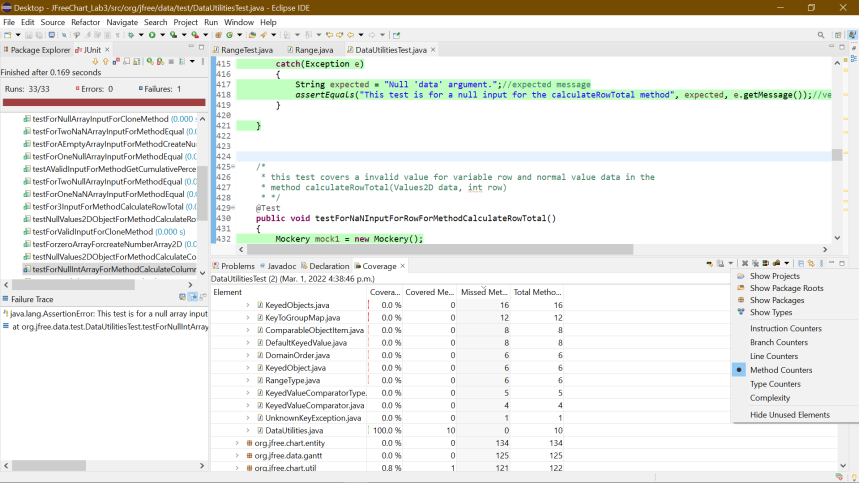 Desktop - JFreeChart_Lab3/src/org/jfree/data/test/DataUtilitiesTest.java - Eclipse IDE
File Edit Source Refactor Navigate Search Project Run Window Help
Package Explorer JUnit
RangeTest.java Range.java DataUtilitiesTest.java
Finished after 0.169 seconds
Runs: 33/33 Errors: 0 Failures: 1
testForNullArrayInputForCloneMethod (0.000 s
testForTwoNaNArrayInputForMethodEqual (0.0
testForAEmptyArrayInputForMethodCreateNu
testForOneNullArrayInputForMethodEqual (0.0
testAValidInputForMethodGetCumulativePerce
testForTwoNullArrayInputForMethodEqual (0.0
testForOneNaNArrayInputForMethodEqual (0.0
testFor3InputForMethodCalculateRowTotal (0.0
testNullValues2DObjectForMethodCalculateRo
testForValidInputForCloneMethod (0.000 s)
testForzeroArrayForcreateNumberArray2D (0.0
testNullValues2DObjectForMethodCalculateCo
testForNullIntArrayForMethodCalculateColumn
Failure Trace
java.lang.AssertionError: This test is for a null array input
at org.jfree.data.test.DataUtilitiesTest.testForNullIntArray
415 catch(Exception e)
416 {
417 String expected = "Null 'data' argument.";//expected message
418 assertEquals("This test is for a null input for the calculateRowTotal method", expected, e.getMessage());//ve
419 }
420
421 }
422
423
424
425 /*
426 * this test covers a invalid value for variable row and normal value data in the
427 * method calculateRowTotal(Values2D data, int row)
428 * */
429 @Test
430 public void testForNaNInputForRowForMethodCalculateRowTotal()
431 {
432 Mockery mock1 = new Mockery();
Problems Javadoc Declaration Coverage
DataUtilitiesTest (2) (Mar. 1, 2022 4:38:46 p.m.)
Element Covera... Covered Me... Missed Met... Total Metho...
KeyedObjects.java 0.0 % 0 16 16
KeyToGroupMap.java 0.0 % 0 12 12
ComparableObjectItem.java 0.0 % 0 8 8
DefaultKeyedValue.java 0.0 % 0 8 8
DomainOrder.java 0.0 % 0 6 6
KeyedObject.java 0.0 % 0 6 6
RangeType.java 0.0 % 0 6 6
KeyedValueComparatorType. 0.0 % 0 5 5
KeyedValueComparator.java 0.0 % 0 4 4
UnknownKeyException.java 0.0 % 0 1 1
DataUtilities.java 100.0 % 10 0 10
org.jfree.chart.entity 0.0 % 0 134 134
org.jfree.data.gantt 0.0 % 0 125 125
org.jfree.chart.util 0.8 % 1 121 122
Show Projects
Show Package Roots
Show Packages
Show Types
Instruction Counters
Branch Counters
Line Counters
Method Counters
Type Counters
Complexity
Hide Unused Elements